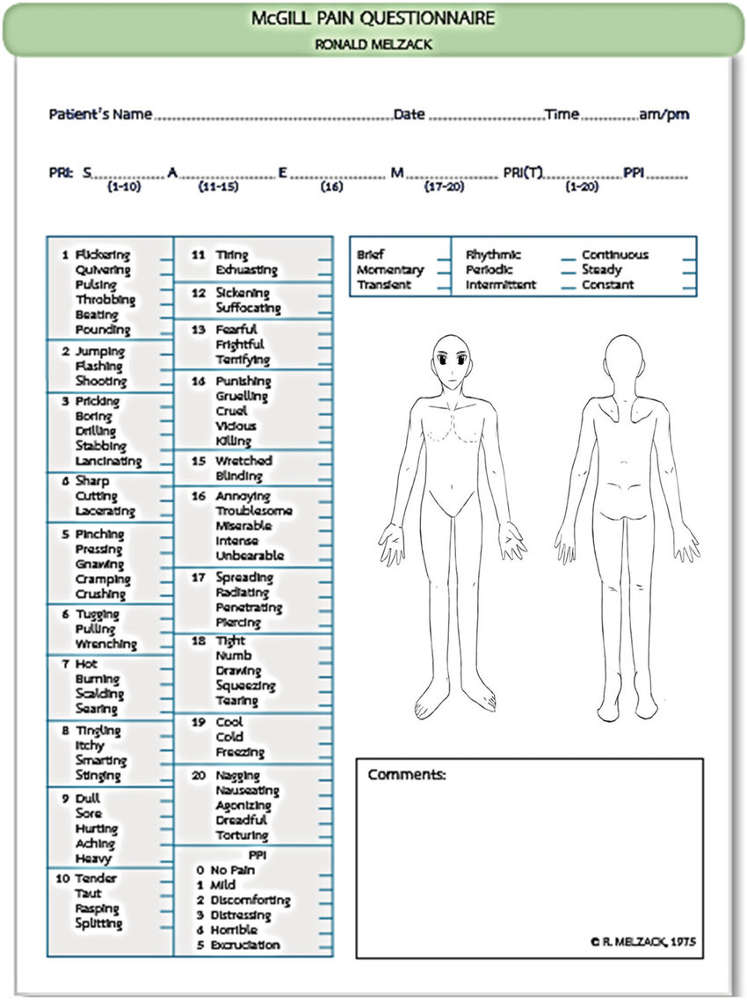 McGILL PAIN QUESTIONNAIRE
RONALD MELZACK
Patient's Name Date Time am/pm
PRI: S A E M PRI(T) PPI
(1-10) (11-15) (16) (17-20) (1-20)
1 Flickering
Quivering
Pulsing
Throbbing
Beating
Pounding
2 Jumping
Flashing
Shooting
3 Pricking
Boring
Drilling
Stabbing
Lancinating
4 Sharp
Cutting
Lacerating
5 Pinching
Pressing
Gnawing
Cramping
Crushing
6 Tugging
Pulling
Wrenching
7 Hot
Burning
Scalding
Searing
8 Tingling
Itchy
Smarting
Stinging
9 Dull
Sore
Hurting
Aching
Heavy
10 Tender
Taut
Rasping
Splitting
11 Tiring
Exhuasting
12 Sickening
Suffocating
13 Fearful
Frightful
Terrifying
14 Punishing
Gruelling
Cruel
Vicious
Killing
15 Wretched
Blinding
16 Annoying
Troublesome
Miserable
Intense
Unbearable
17 Spreading
Radiating
Penetrating
Piercing
18 Tight
Numb
Drawing
Squeezing
Tearing
19 Cool
Cold
Freezing
20 Nagging
Nauseating
Agonizing
Dreadful
Torturing
PPI
0 No Pain
1 Mild
2 Discomforting
3 Distressing
4 Horrible
5 Excruciation
Brief
Momentary
Transient
Rhythmic
Periodic
Intermittent
Continuous
Steady
Constant
Comments:
© R. MELZACK, 1975